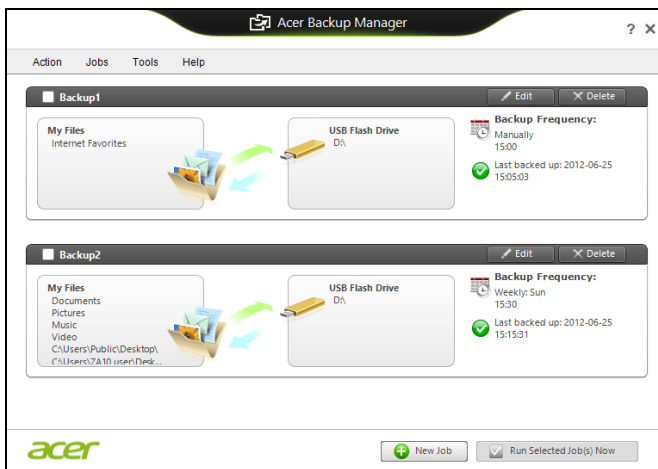 Acer Backup Manager
? X
Action Jobs Tools Help
Backup1
Edit
Delete
My Files
Internet Favorites
USB Flash Drive
D:\
Backup Frequency:
Manually
15:00
Last backed up: 2012-06-25
15:05:03
Backup2
Edit
Delete
My Files
Documents
Pictures
Music
Video
C:\Users\Public\Desktop\
C:\Users\ZA10 user\Desk...
USB Flash Drive
D:\
Backup Frequency:
Weekly: Sun
15:30
Last backed up: 2012-06-25
15:15:31
acer
New Job
Run Selected Job(s) Now